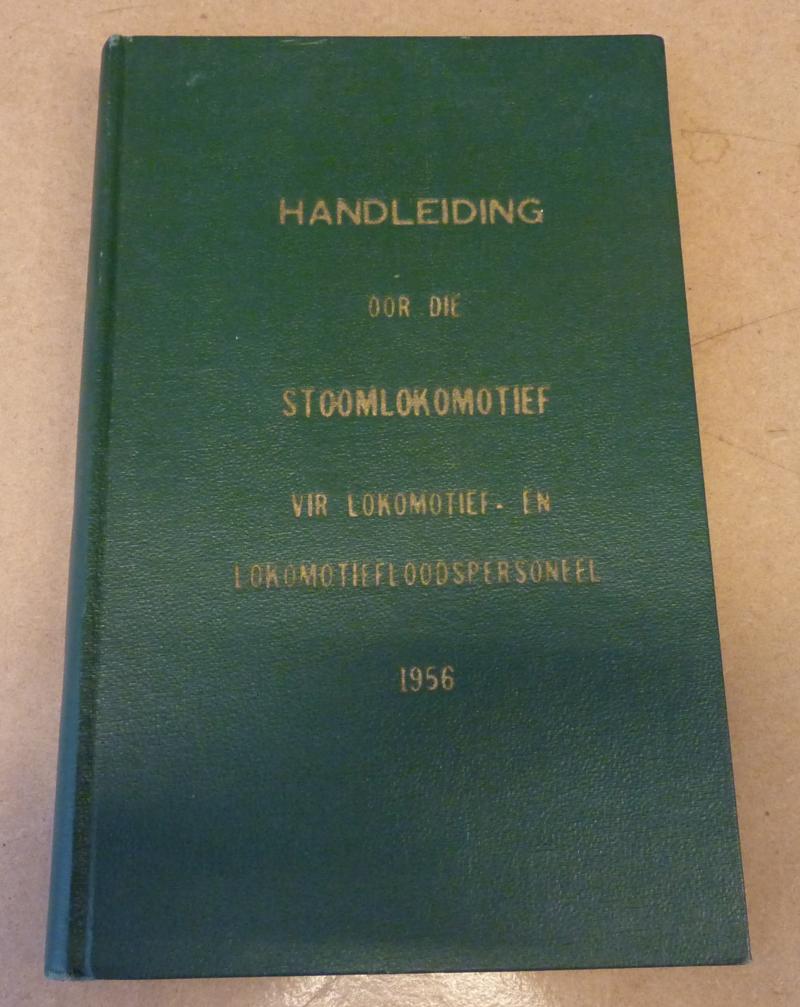 HANDLEIDING
OOR DIE
STOOMLOKOMOTIEF
VIR LOKOMOTIEF- EN
LOKOMOTIEFLOODSPERSONEEL
1956